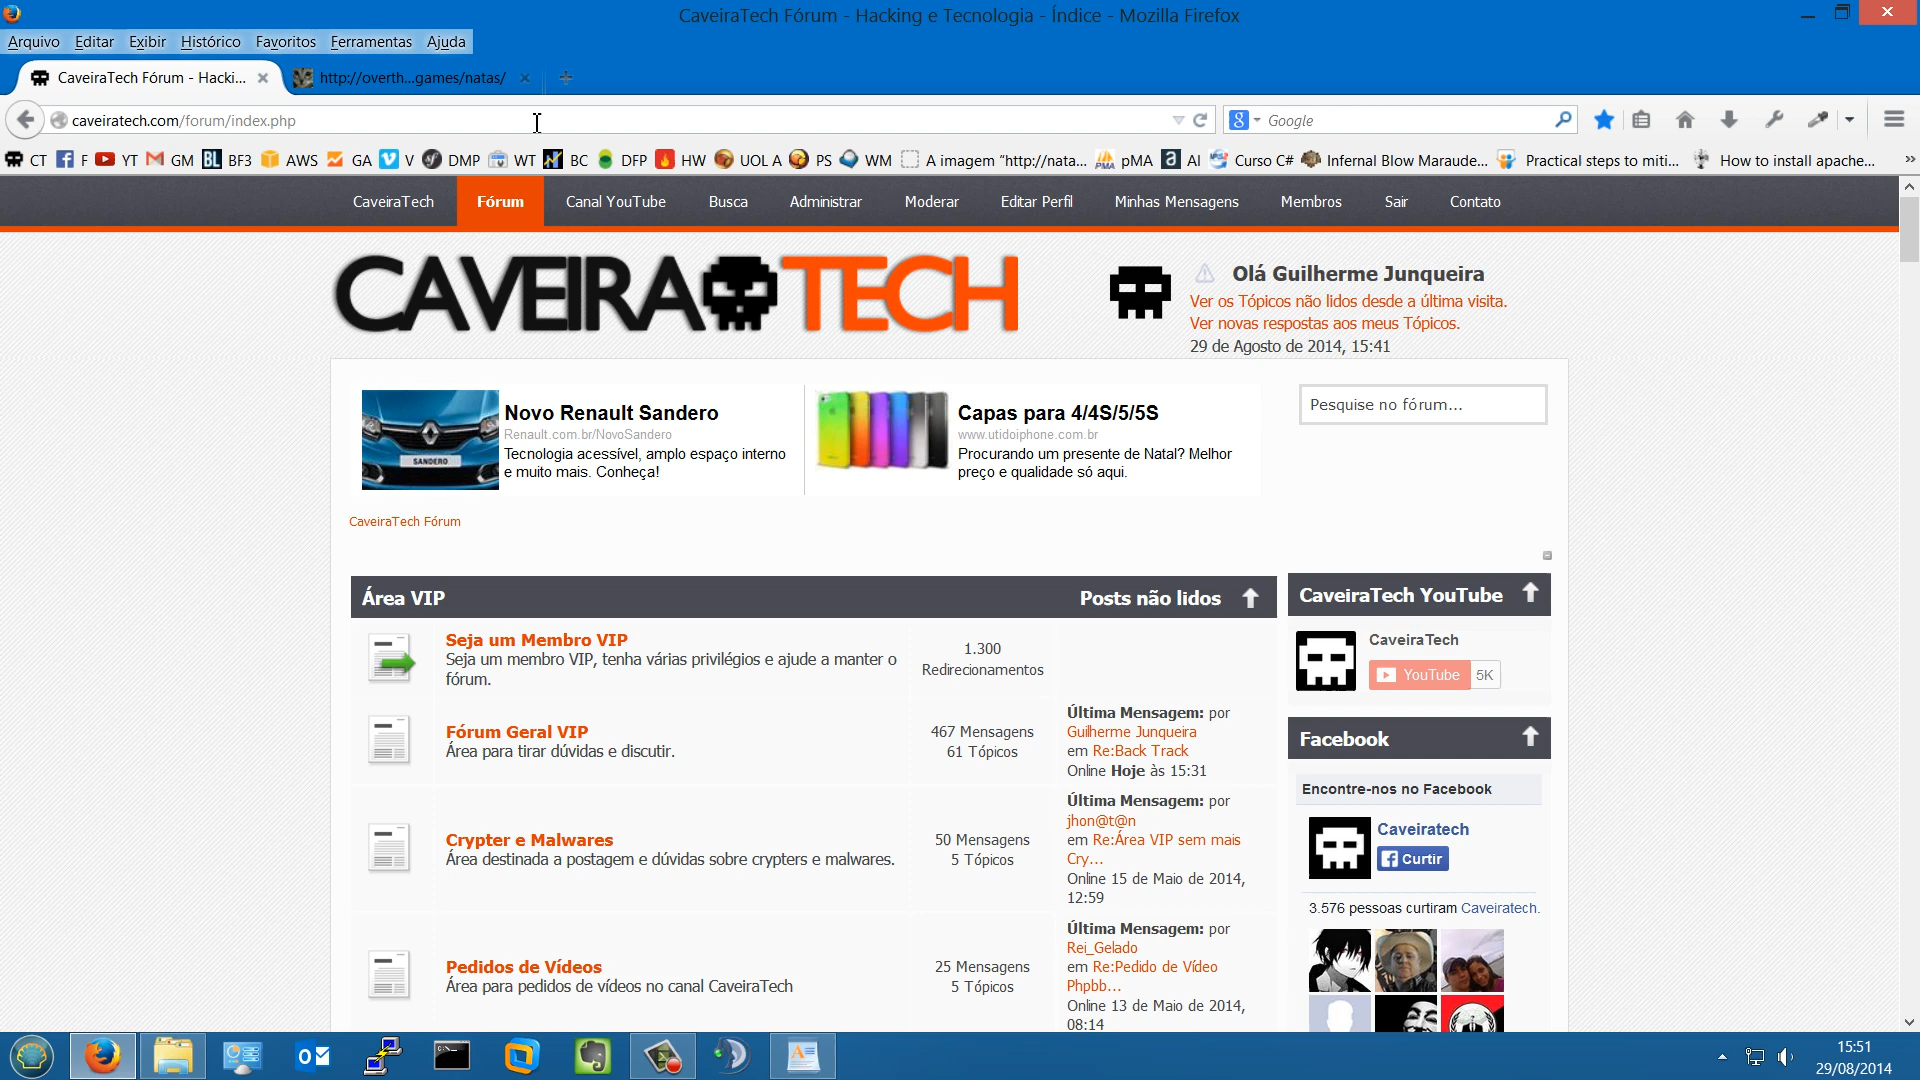 CaveiraTech Fórum - Hacking e Tecnologia - Índice - Mozilla Firefox
Arquivo Editar Exibir Histórico Favoritos Ferramentas Ajuda
CaveiraTech Fórum - Hacki... http://overth...games/natas/
caveiratech.com/forum/index.php Google
CT F YT GM BL BF3 AWS GA V DMP WT BC DFP HW UOL A PS WM A imagem “http://nata... pMA AI Curso C# Infernal Blow Maraude... Practical steps to miti... How to install apache... »
CaveiraTech Fórum Canal YouTube Busca Administrar Moderar Editar Perfil Minhas Mensagens Membros Sair Contato
CAVEIRA TECH
Olá Guilherme Junqueira
Ver os Tópicos não lidos desde a última visita.
Ver novas respostas aos meus Tópicos.
29 de Agosto de 2014, 15:41
SANDERO
Novo Renault Sandero
Renault.com.br/NovoSandero
Tecnologia acessível, amplo espaço interno
e muito mais. Conheça!
Capas para 4/4S/5/5S
www.utidoiphone.com.br
Procurando um presente de Natal? Melhor
preço e qualidade só aqui.
Pesquise no fórum...
CaveiraTech Fórum
Área VIP Posts não lidos
Seja um Membro VIP
Seja um membro VIP, tenha várias privilégios e ajude a manter o
fórum.
1.300
Redirecionamentos
Fórum Geral VIP
Área para tirar dúvidas e discutir.
467 Mensagens
61 Tópicos
Última Mensagem: por
Guilherme Junqueira
em Re:Back Track
Online Hoje às 15:31
Crypter e Malwares
Área destinada a postagem e dúvidas sobre crypters e malwares.
50 Mensagens
5 Tópicos
Última Mensagem: por
jhon@t@n
em Re:Área VIP sem mais
Cry...
Online 15 de Maio de 2014,
12:59
Pedidos de Vídeos
Área para pedidos de vídeos no canal CaveiraTech
25 Mensagens
5 Tópicos
Última Mensagem: por
Rei_Gelado
em Re:Pedido de Vídeo
Phpbb...
Online 13 de Maio de 2014,
08:14
CaveiraTech YouTube
CaveiraTech
YouTube 5K
Facebook
Encontre-nos no Facebook
Caveiratech
Curtir
3.576 pessoas curtiram Caveiratech.
15:51
29/08/2014